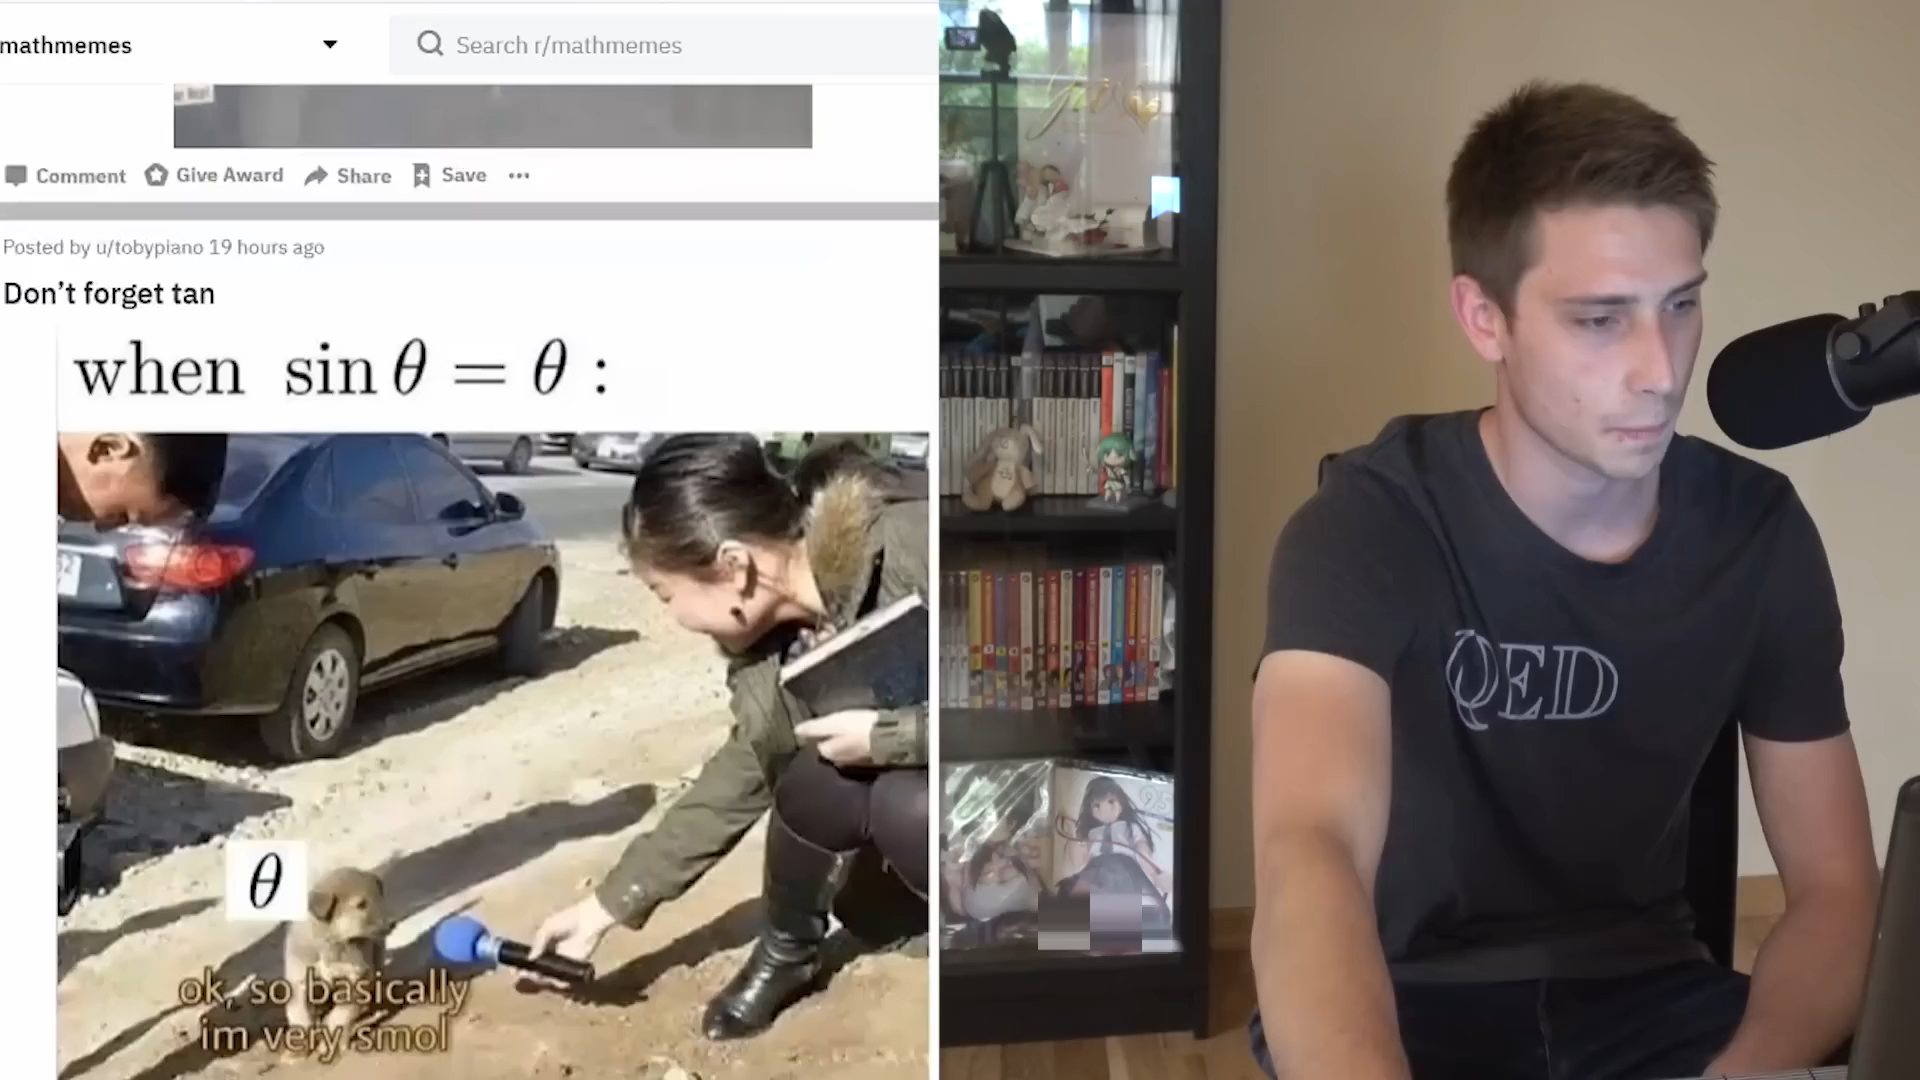 mathmemes
Search r/mathmemes
Comment
Give Award
Share
Save
Posted by u/tobypiano 19 hours ago
Don't forget tan
when sin θ = θ :
θ
ok, so basically
im very smol
QED